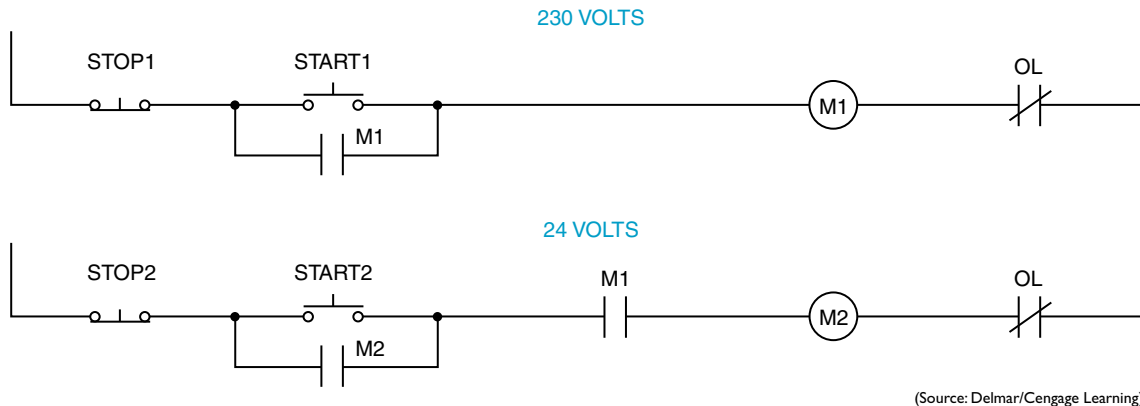 230 VOLTS
STOP1 START1 OL
M1
M1
24 VOLTS
STOP2 START2 M1 OL
M2
M2
(Source: Delmar/Cengage Learning)